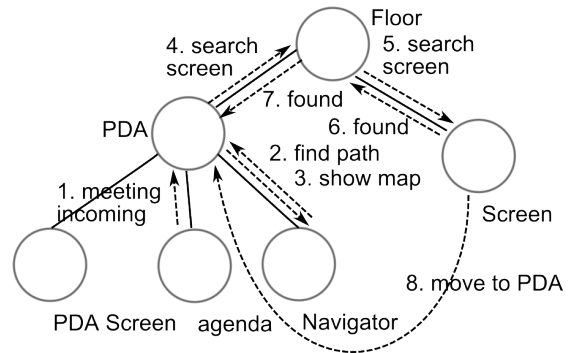 Floor
4. search
screen
5. search
screen
7. found
PDA
6. found
2. find path
3. show map
1. meeting
incoming
Screen
8. move to PDA
PDA Screen
agenda
Navigator